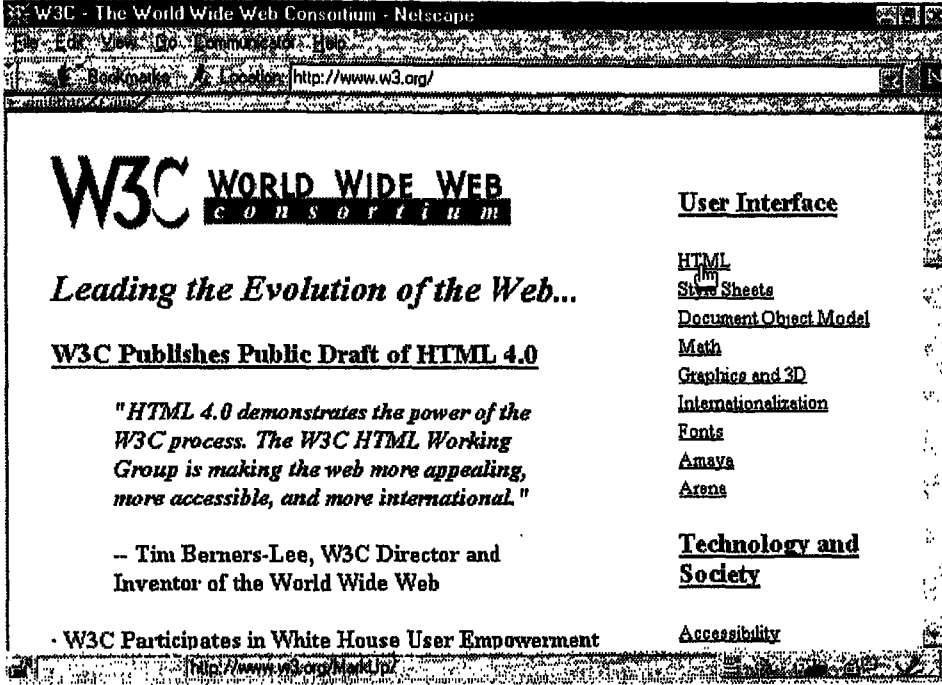 W3C - The World Wide Web Consortium - Netscape
File Edit View Go Communicator Help
Bookmarks Location: http://www.w3.org/
W3C WORLD WIDE WEB
consortium
Leading the Evolution of the Web...
W3C Publishes Public Draft of HTML 4.0
"HTML 4.0 demonstrates the power of the
W3C process. The W3C HTML Working
Group is making the web more appealing,
more accessible, and more international."
-- Tim Berners-Lee, W3C Director and
Inventor of the World Wide Web
· W3C Participates in White House User Empowerment
User Interface
HTML
Style Sheets
Document Object Model
Math
Graphics and 3D
Internationalization
Fonts
Amaya
Arena
Technology and
Society
Accessibility
http://www.w3.org/MarkUp/
N